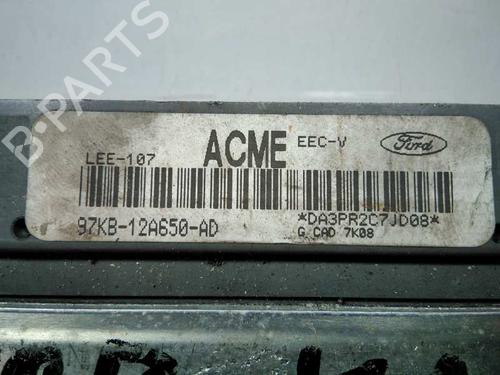 B-PARTS
LEE-107 ACME EEC-V Ford
97KB-12A650-AD *DA3PR2C7JD08*
G CAD 7K08